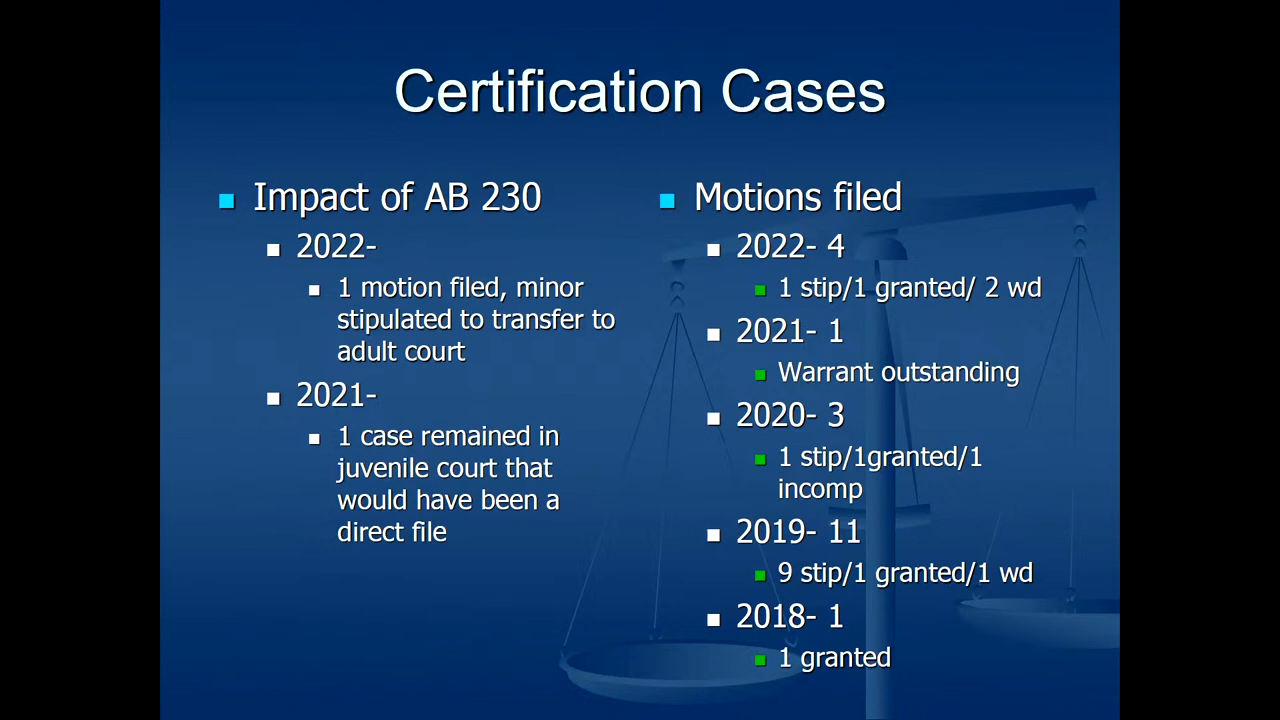 Certification Cases
Impact of AB 230
2022-
1 motion filed, minor
stipulated to transfer to
adult court
2021-
1 case remained in
juvenile court that
would have been a
direct file
Motions filed
2022- 4
1 stip/1 granted/ 2 wd
2021- 1
Warrant outstanding
2020- 3
1 stip/1granted/1
incomp
2019- 11
9 stip/1 granted/1 wd
2018- 1
1 granted